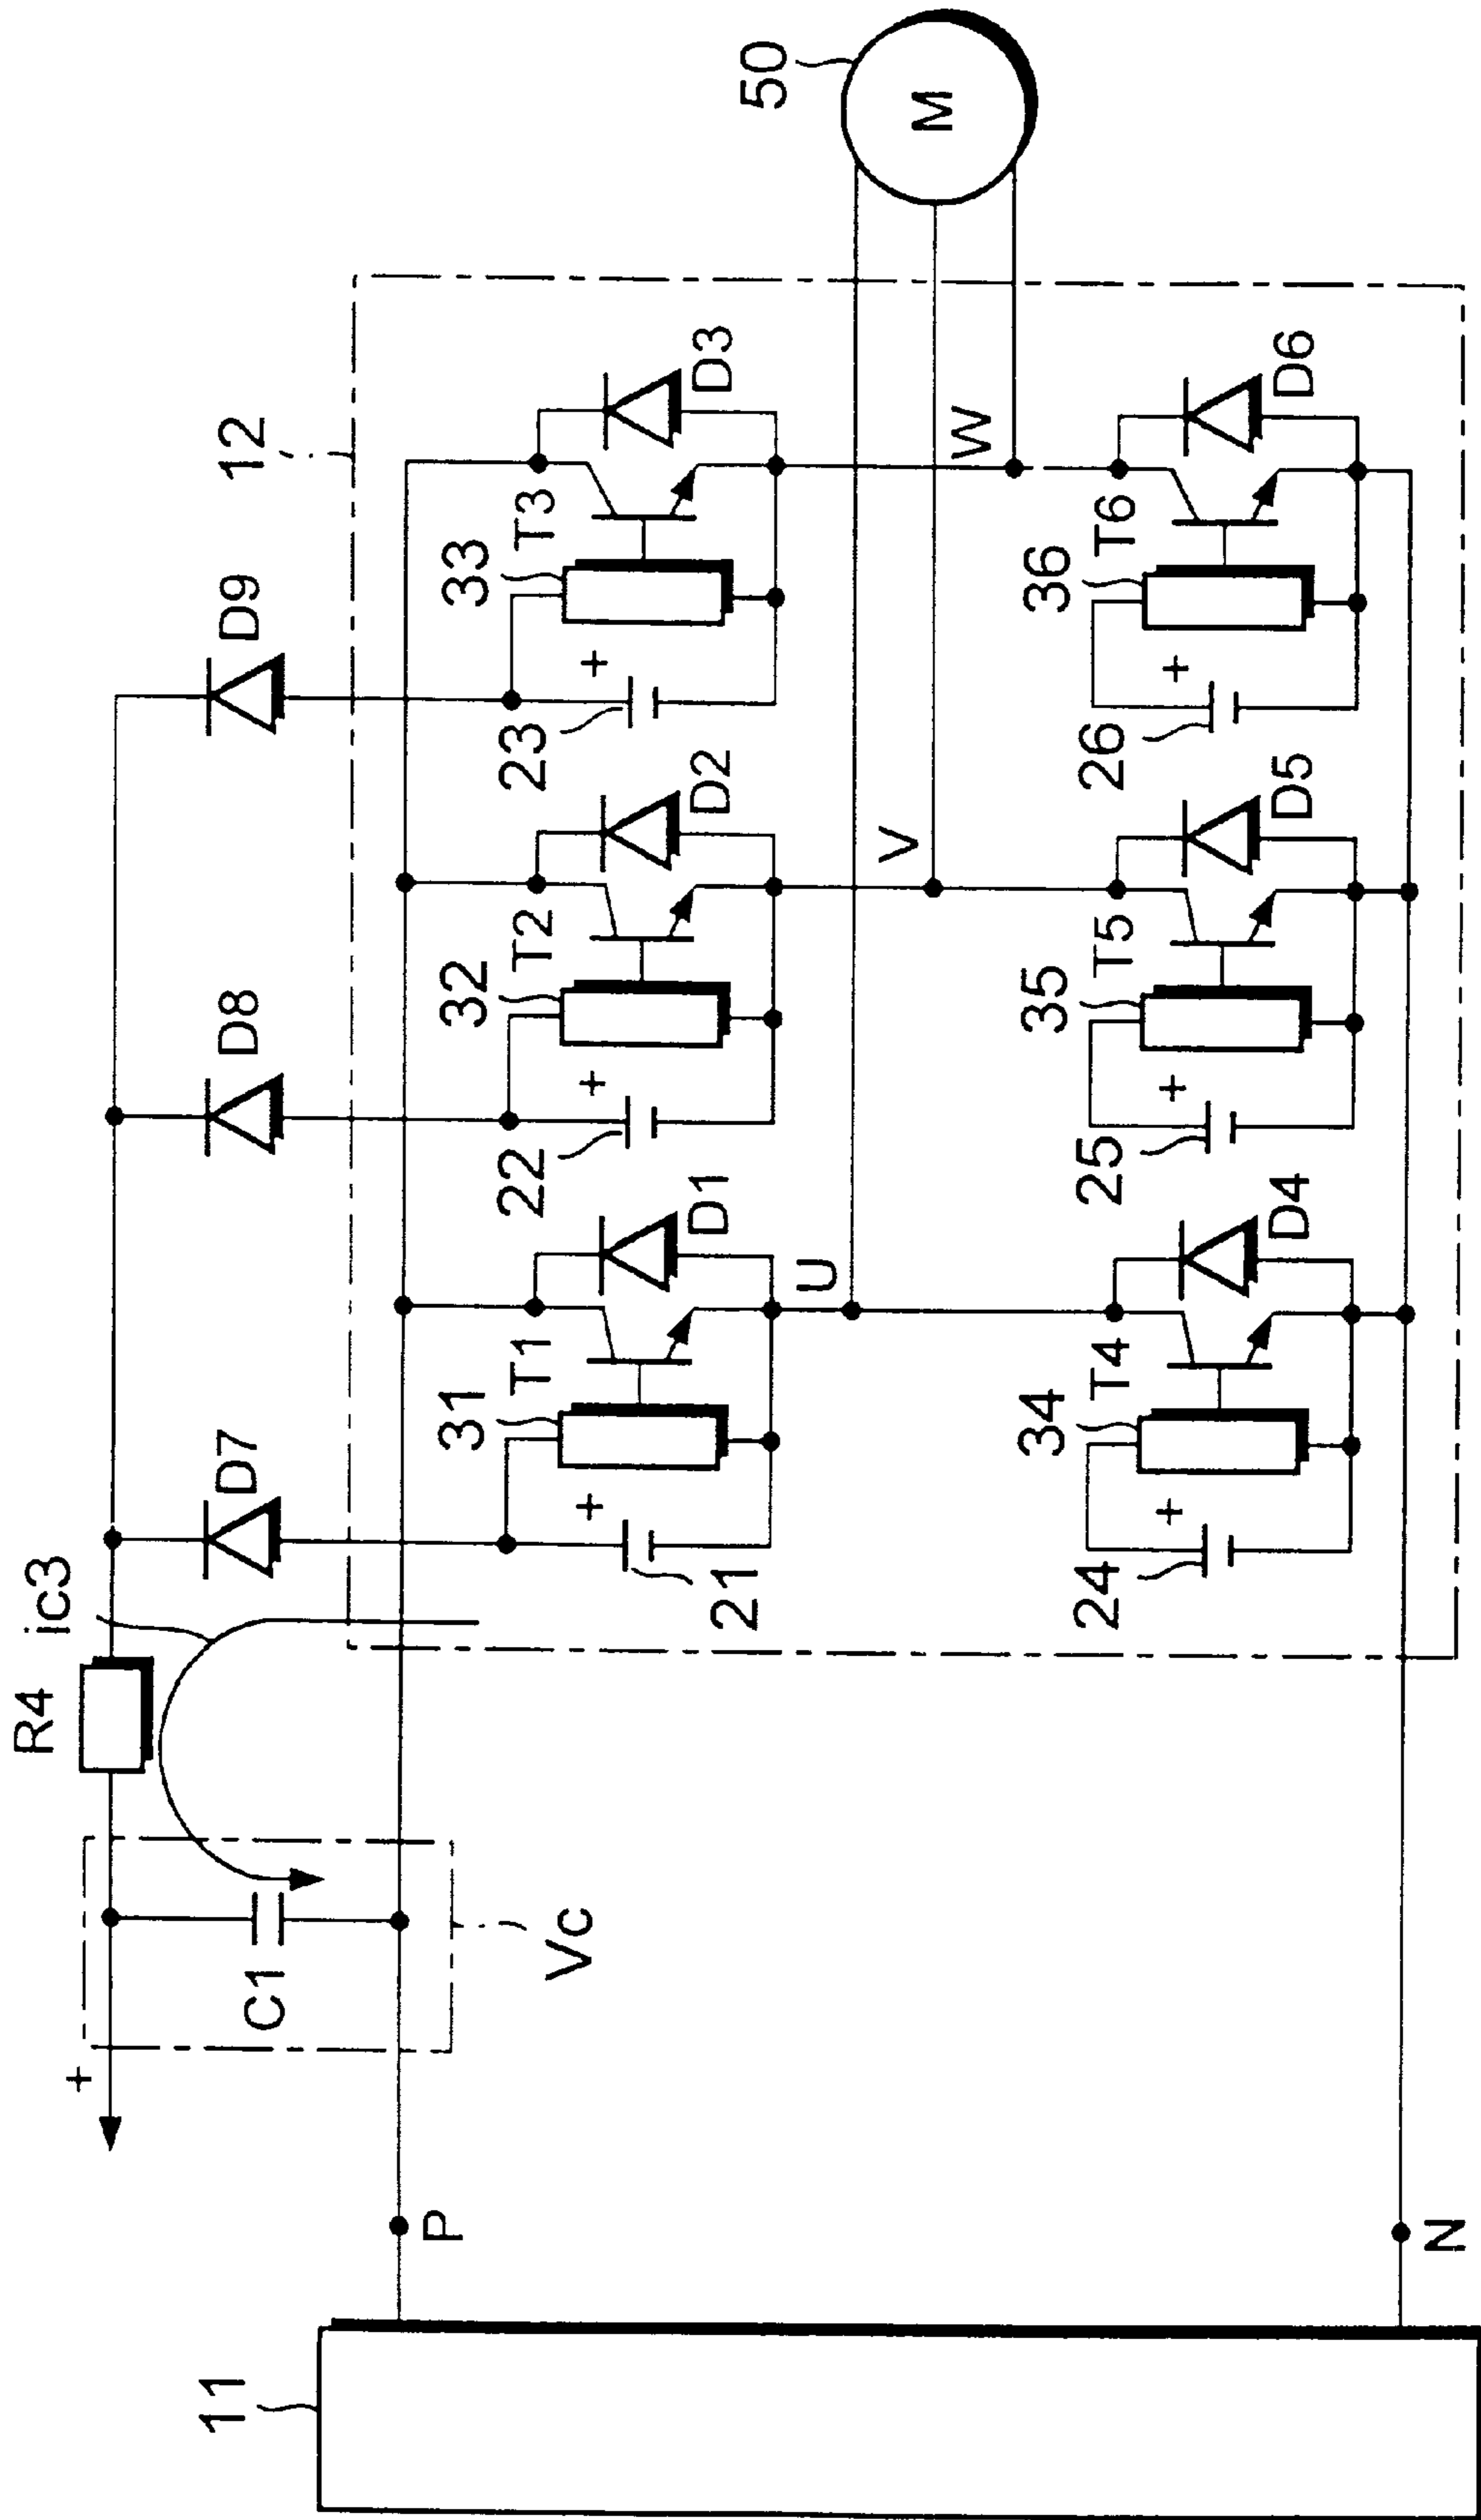 50
M
12
D9
D8
D7
ic3
R4
+
C1
Vc
33
T3
D3
+
23
32
T2
D2
+
22
31
T1
D1
+
21
W
V
U
36
T6
D6
+
26
35
T5
D5
+
25
34
T4
D4
+
24
P
N
11